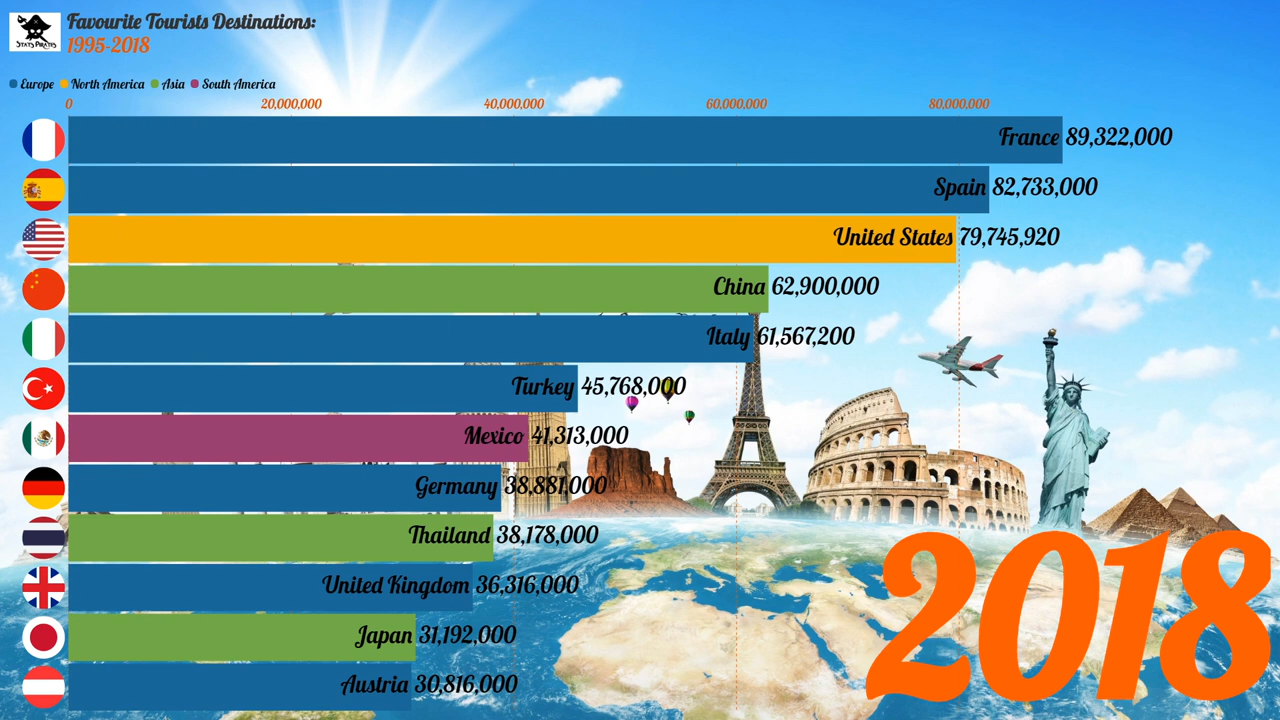 STATS PIRATES
Favourite Tourists Destinations:
1995-2018
Europe North America Asia South America
0 20,000,000 40,000,000 60,000,000 80,000,000
France 89,322,000
Spain 82,733,000
United States 79,745,920
China 62,900,000
Italy 61,567,200
Turkey 45,768,000
Mexico 41,313,000
Germany 38,881,000
Thailand 38,178,000
United Kingdom 36,316,000
Japan 31,192,000
Austria 30,816,000
2018